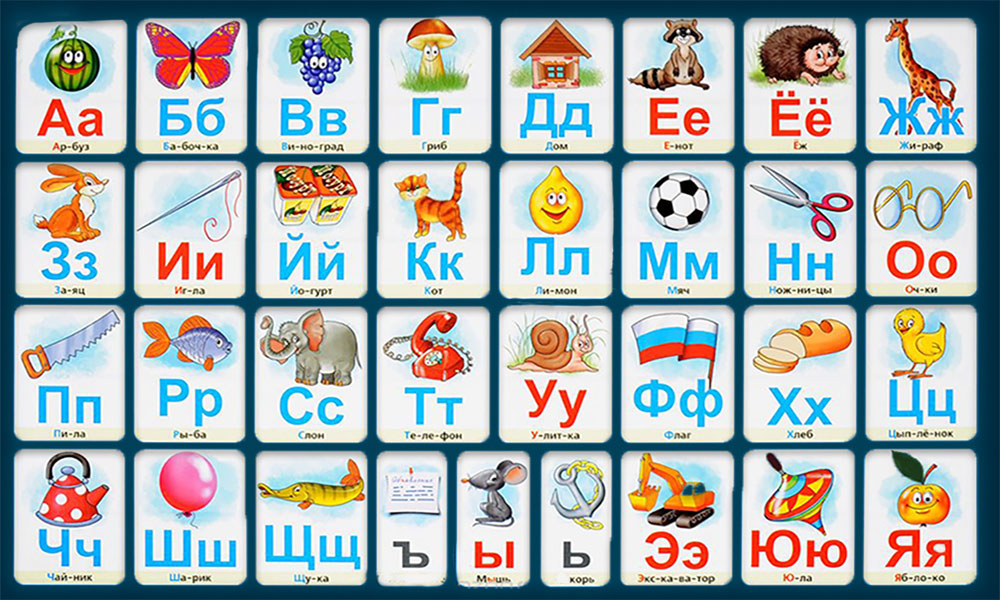 Аа
Ар-буз
Бб
Ба-боч-ка
Вв
Ви-но-град
Гг
Гриб
Дд
Дом
Ее
Е-нот
Ёё
Ёж
Жж
Жи-раф
Зз
За-яц
Ии
Иг-ла
Йй
Йо-гурт
Кк
Кот
Лл
Ли-мон
Мм
Мяч
Нн
Нож-ни-цы
Оо
Оч-ки
Пп
Пи-ла
Рр
Ры-ба
Сс
Слон
Тт
Те-ле-фон
Уу
У-лит-ка
Фф
Флаг
Хх
Хлеб
Цц
Цып-лё-нок
Чч
Чай-ник
Шш
Ша-рик
Щщ
Щу-ка
Объявление
ъ
ы
Мышь
ь
корь
Ээ
Экс-ка-ва-тор
Юю
Ю-ла
Яя
Яб-ло-ко